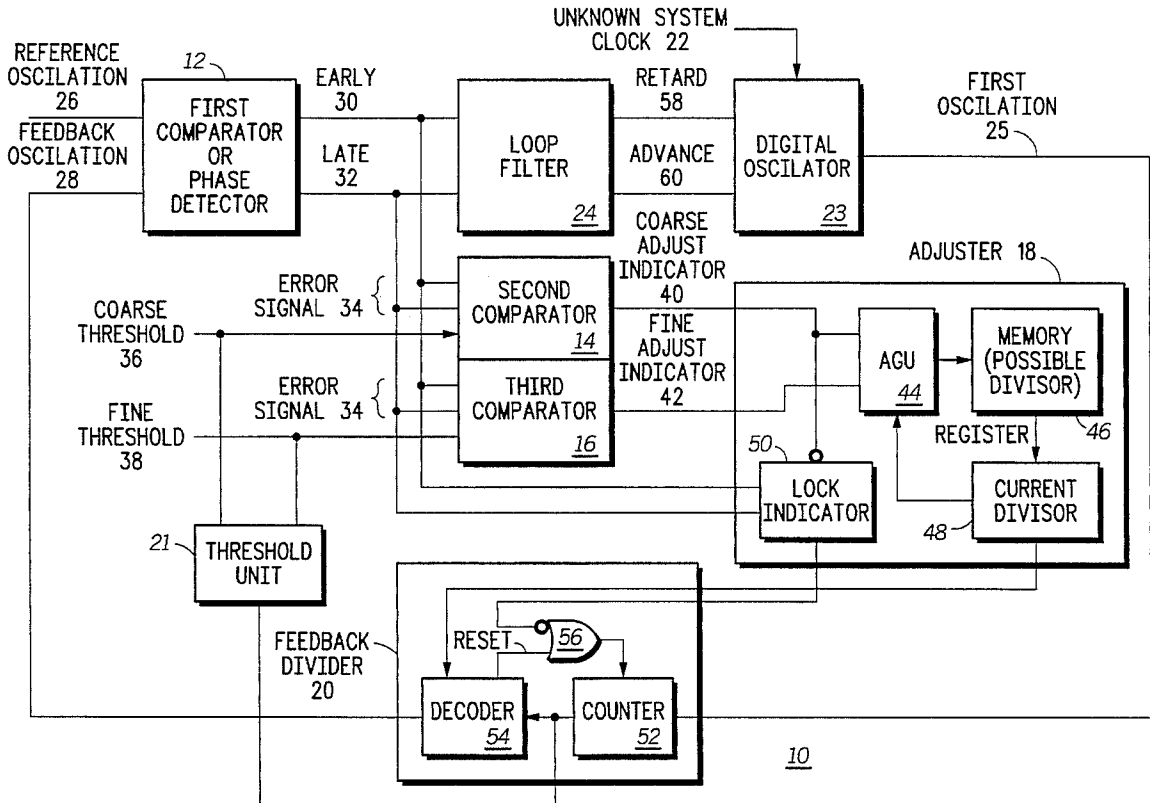 UNKNOWN SYSTEM
CLOCK 22
REFERENCE
OSCILATION
26
FEEDBACK
OSCILATION
28
12
FIRST
COMPARATOR
OR
PHASE
DETECTOR
EARLY
30
LATE
32
LOOP
FILTER
24
RETARD
58
ADVANCE
60
DIGITAL
OSCILATOR
23
FIRST
OSCILATION
25
COARSE
THRESHOLD
36
ERROR
SIGNAL 34
SECOND
COMPARATOR
14
COARSE
ADJUST
INDICATOR
40
FINE
THRESHOLD
38
ERROR
SIGNAL 34
THIRD
COMPARATOR
16
FINE
ADJUST
INDICATOR
42
ADJUSTER 18
AGU
44
MEMORY
(POSSIBLE
DIVISOR)
46
REGISTER
50
LOCK
INDICATOR
CURRENT
DIVISOR
48
21
THRESHOLD
UNIT
FEEDBACK
DIVIDER
20
RESET
56
DECODER
54
COUNTER
52
10